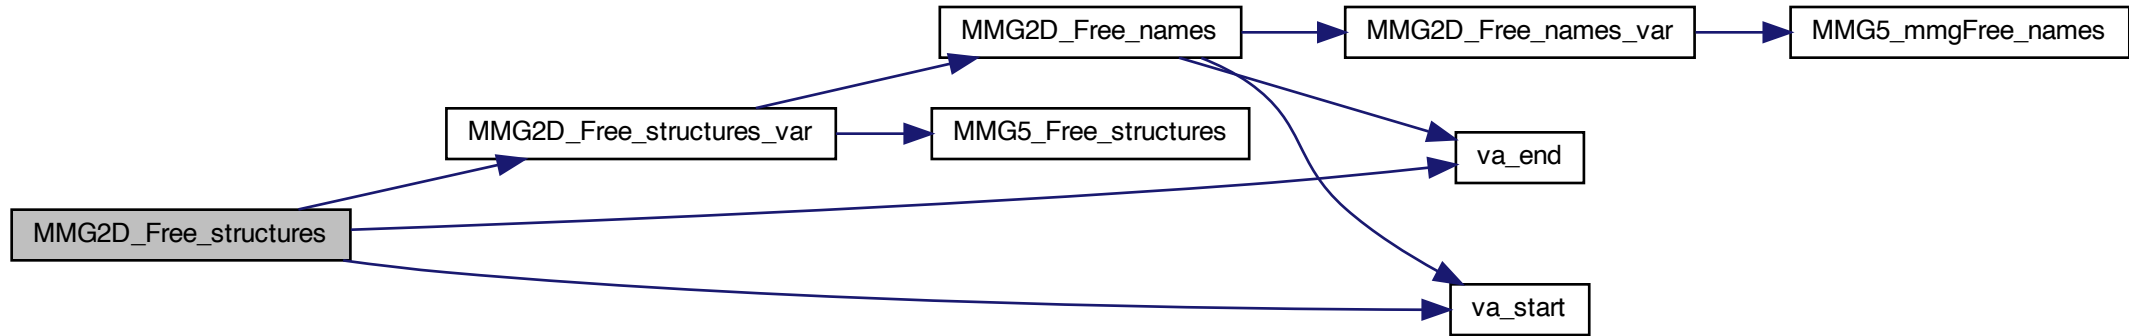 MMG2D_Free_names
MMG2D_Free_names_var
MMG5_mmgFree_names
MMG2D_Free_structures_var
MMG5_Free_structures
va_end
MMG2D_Free_structures
va_start